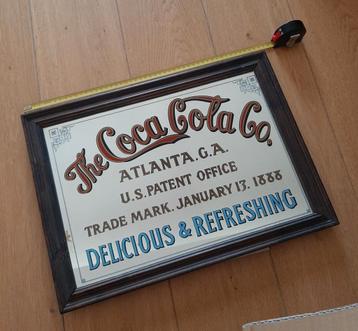 The Coca Cola Co.
ATLANTA. G.A.
U.S. PATENT OFFICE
TRADE MARK. JANUARY 13. 1888
DELICIOUS & REFRESHING